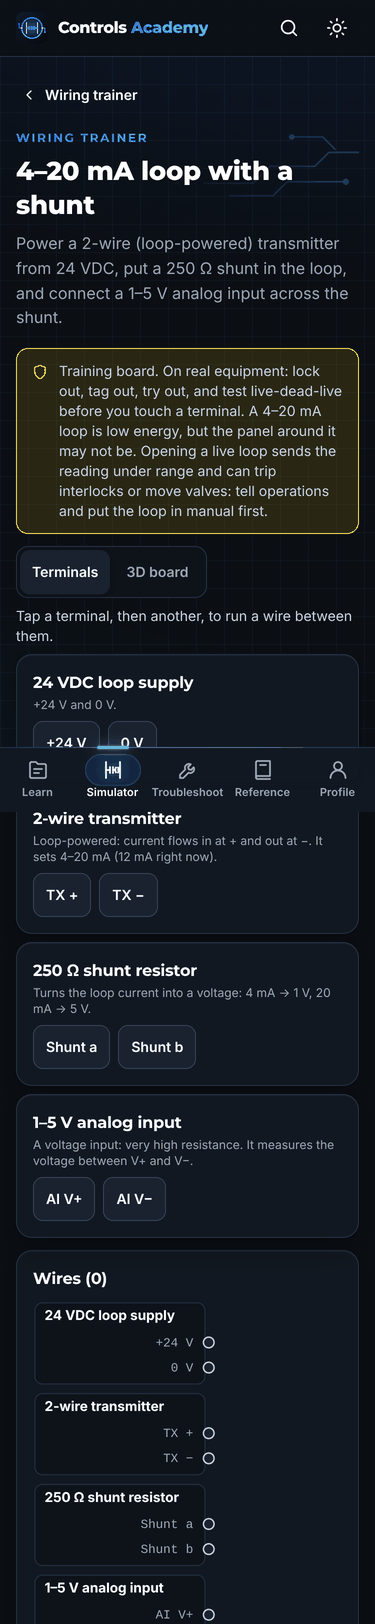 Controls Academy
Wiring trainer
WIRING TRAINER
4–20 mA loop with a
shunt
Power a 2-wire (loop-powered) transmitter
from 24 VDC, put a 250 Ω shunt in the loop,
and connect a 1–5 V analog input across the
shunt.
Training board. On real equipment: lock
out, tag out, try out, and test live-dead-live
before you touch a terminal. A 4–20 mA
loop is low energy, but the panel around it
may not be. Opening a live loop sends the
reading under range and can trip
interlocks or move valves: tell operations
and put the loop in manual first.
Terminals 3D board
Tap a terminal, then another, to run a wire between
them.
24 VDC loop supply
+24 V and 0 V.
+24 V 0 V
Learn Simulator Troubleshoot Reference Profile
2-wire transmitter
Loop-powered: current flows in at + and out at −. It
sets 4–20 mA (12 mA right now).
TX + TX −
250 Ω shunt resistor
Turns the loop current into a voltage: 4 mA → 1 V, 20
mA → 5 V.
Shunt a Shunt b
1–5 V analog input
A voltage input: very high resistance. It measures the
voltage between V+ and V−.
AI V+ AI V−
Wires (0)
24 VDC loop supply
+24 V
0 V
2-wire transmitter
TX +
TX −
250 Ω shunt resistor
Shunt a
Shunt b
1–5 V analog input
AI V+